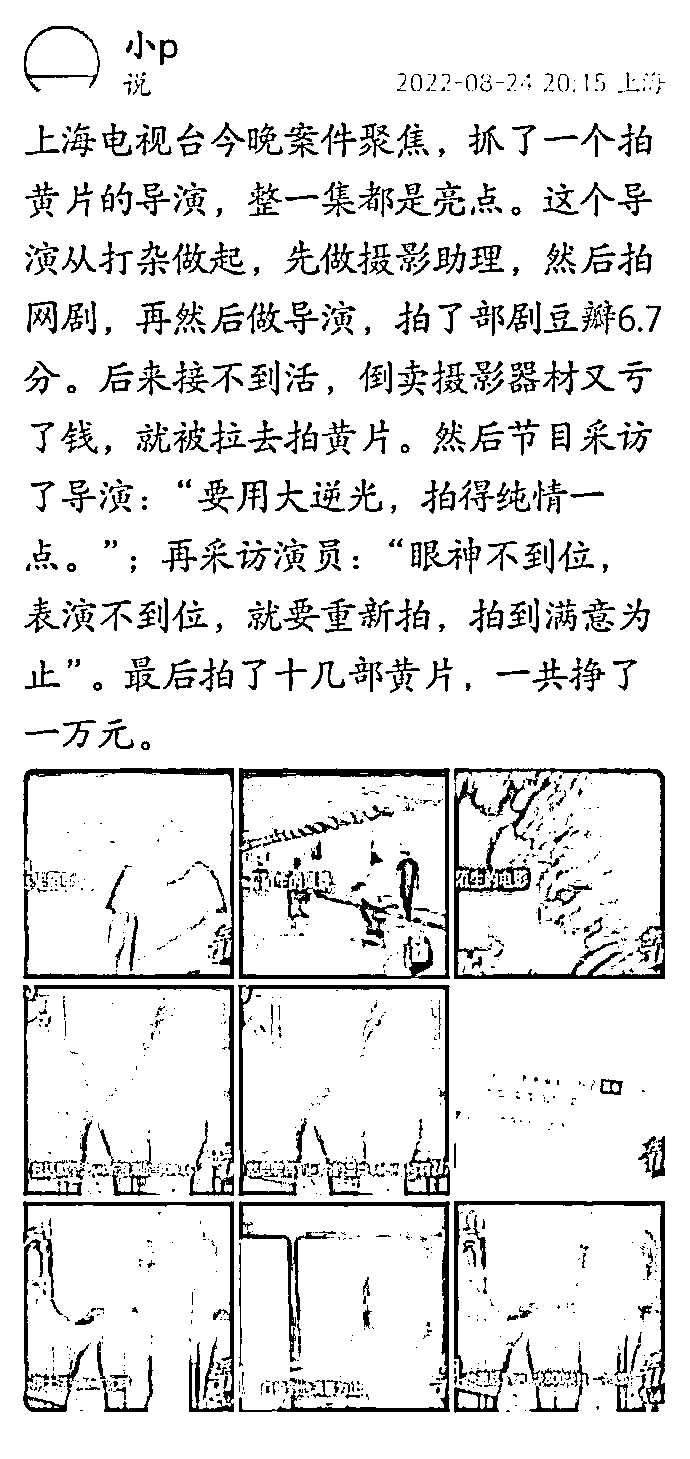 小p
说
2022-08-24 20:15 上海
上海电视台今晚案件聚焦，抓了一个拍
黄片的导演，整一集都是亮点。这个导
演从打杂做起，先做摄影助理，然后拍
网剧，再然后做导演，拍了部剧豆瓣6.7
分。后来接不到活，倒卖摄影器材又亏
了钱，就被拉去拍黄片。然后节目采访
了导演：“要用大逆光，拍得纯情一
点。”；再采访演员：“眼神不到位，
表演不到位，就要重新拍，拍到满意为
止”。最后拍了十几部黄片，一共挣了
一万元。
生的电影